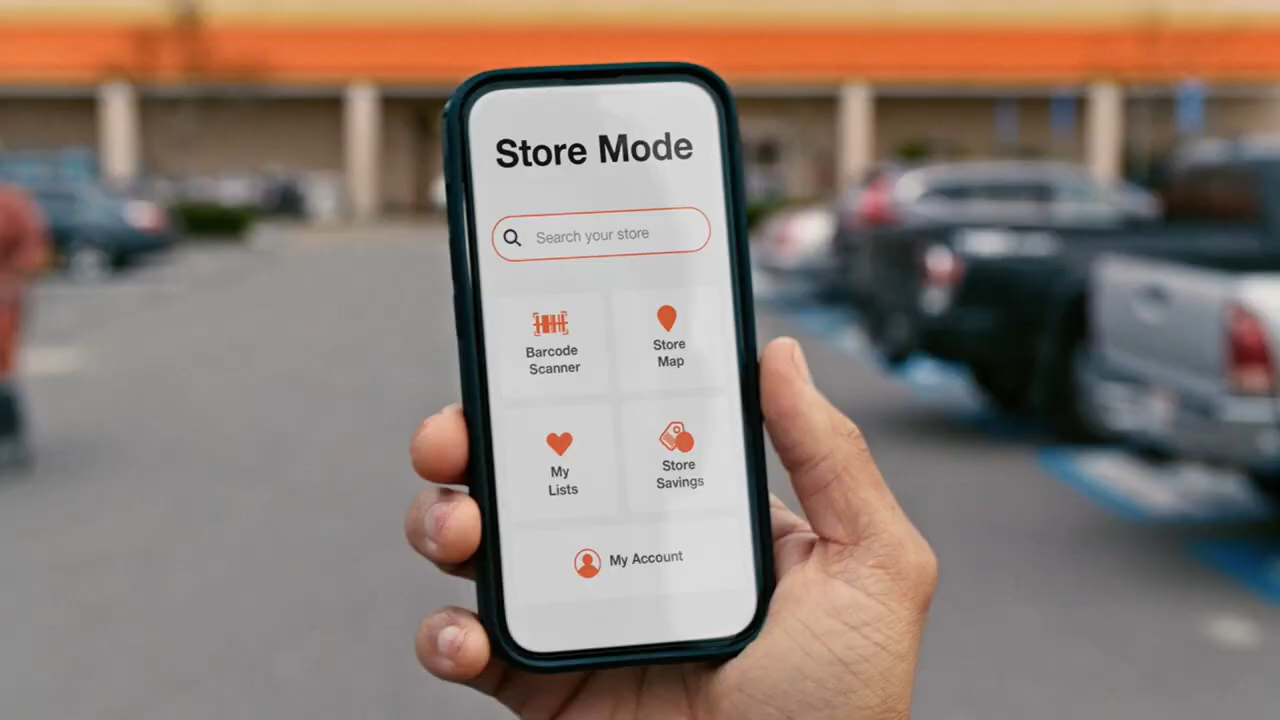 Store Mode
Search your store
Barcode
Scanner
Store
Map
My
Lists
Store
Savings
My Account